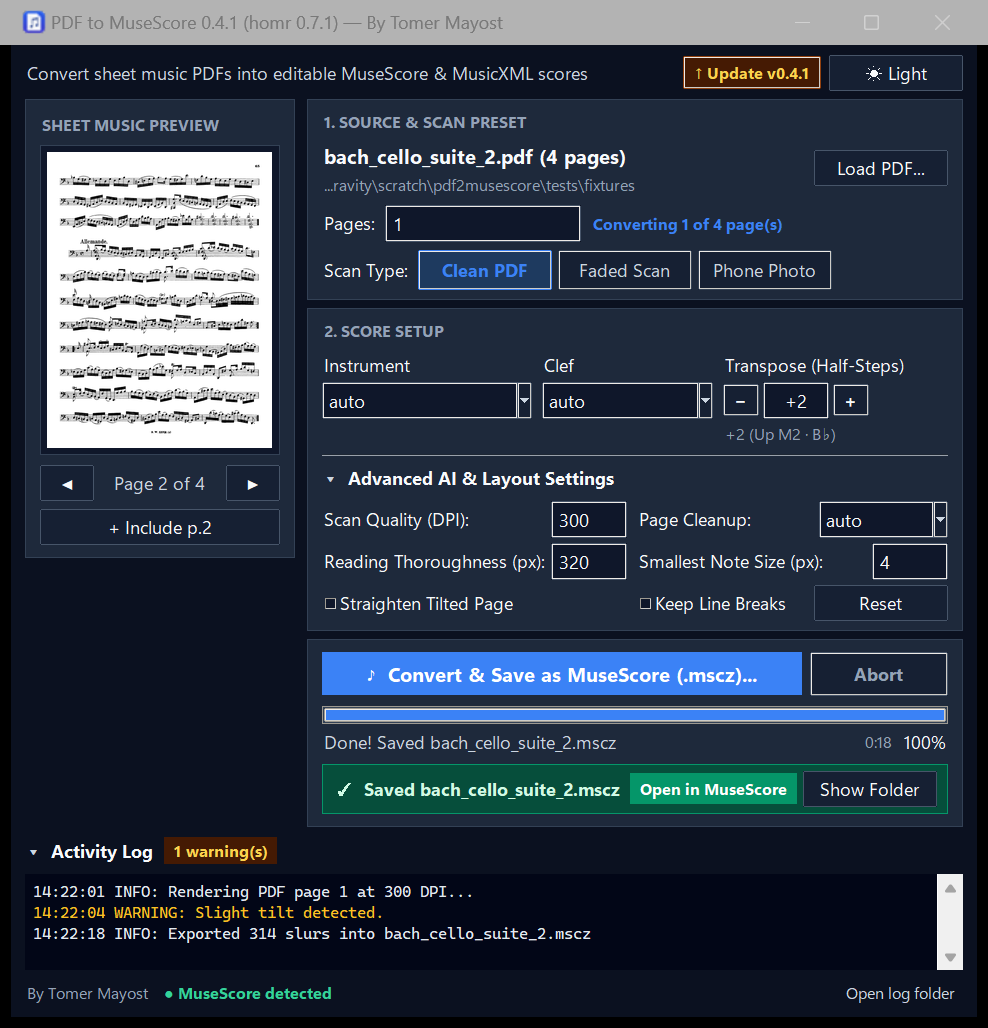 PDF to MuseScore 0.4.1 (homr 0.7.1) — By Tomer Mayost
Convert sheet music PDFs into editable MuseScore & MusicXML scores
↑ Update v0.4.1
☀ Light
SHEET MUSIC PREVIEW
Allemande.
◄ Page 2 of 4 ►
+ Include p.2
1. SOURCE & SCAN PRESET
bach_cello_suite_2.pdf (4 pages)
...ravity\scratch\pdf2musescore\tests\fixtures
Load PDF...
Pages: 1 Converting 1 of 4 page(s)
Scan Type: Clean PDF Faded Scan Phone Photo
2. SCORE SETUP
Instrument Clef Transpose (Half-Steps)
auto auto − +2 +
+2 (Up M2 · B♭)
▾ Advanced AI & Layout Settings
Scan Quality (DPI): 300 Page Cleanup: auto
Reading Thoroughness (px): 320 Smallest Note Size (px): 4
☐ Straighten Tilted Page ☐ Keep Line Breaks Reset
♪ Convert & Save as MuseScore (.mscz)... Abort
Done! Saved bach_cello_suite_2.mscz 0:18 100%
✓ Saved bach_cello_suite_2.mscz Open in MuseScore Show Folder
▾ Activity Log 1 warning(s)
14:22:01 INFO: Rendering PDF page 1 at 300 DPI...
14:22:04 WARNING: Slight tilt detected.
14:22:18 INFO: Exported 314 slurs into bach_cello_suite_2.mscz
By Tomer Mayost ● MuseScore detected Open log folder